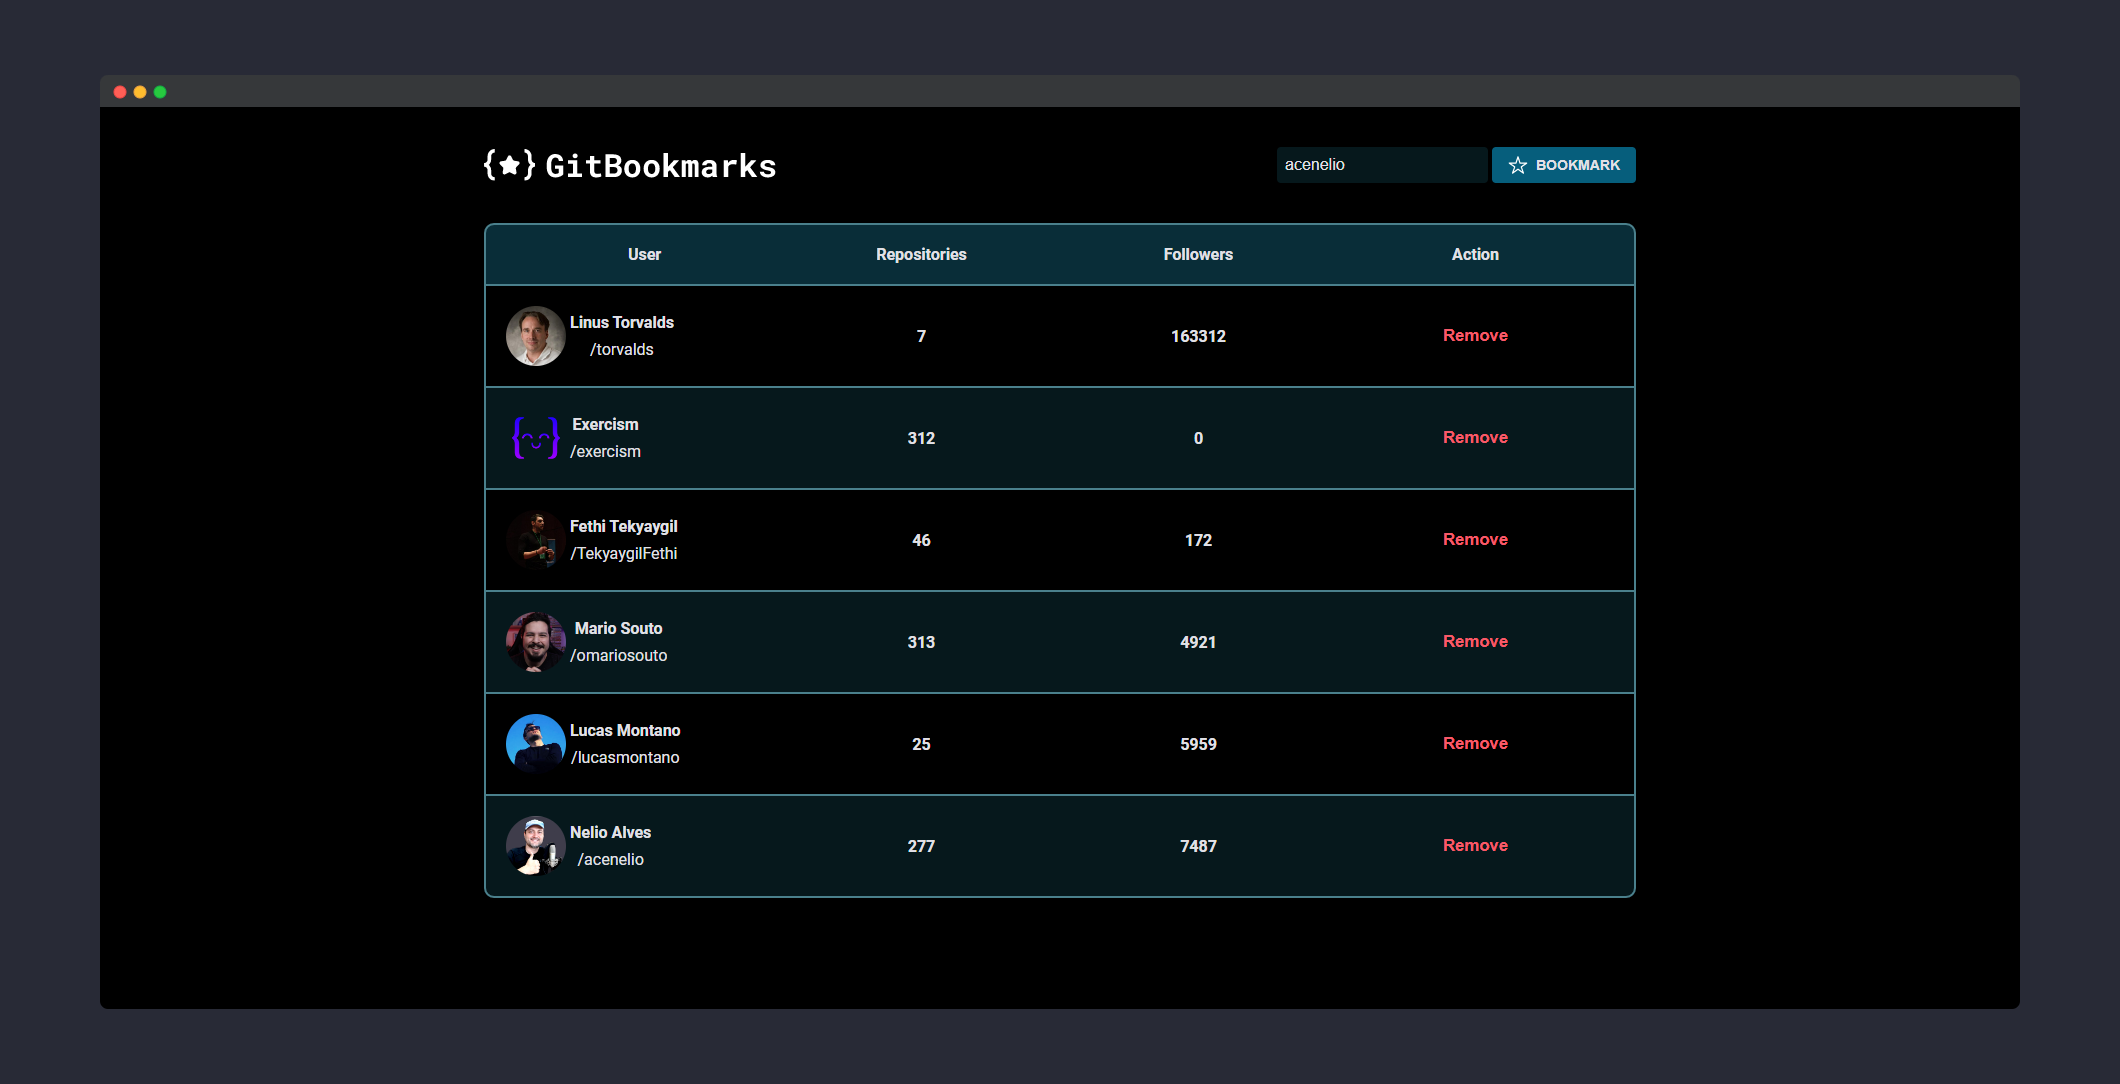 {★} GitBookmarks
acenelio
BOOKMARK
User Repositories Followers Action
Linus Torvalds
/torvalds
7 163312 Remove
Exercism
/exercism
312 0 Remove
Fethi Tekyaygil
/TekyaygilFethi
46 172 Remove
Mario Souto
/omariosouto
313 4921 Remove
Lucas Montano
/lucasmontano
25 5959 Remove
Nelio Alves
/acenelio
277 7487 Remove